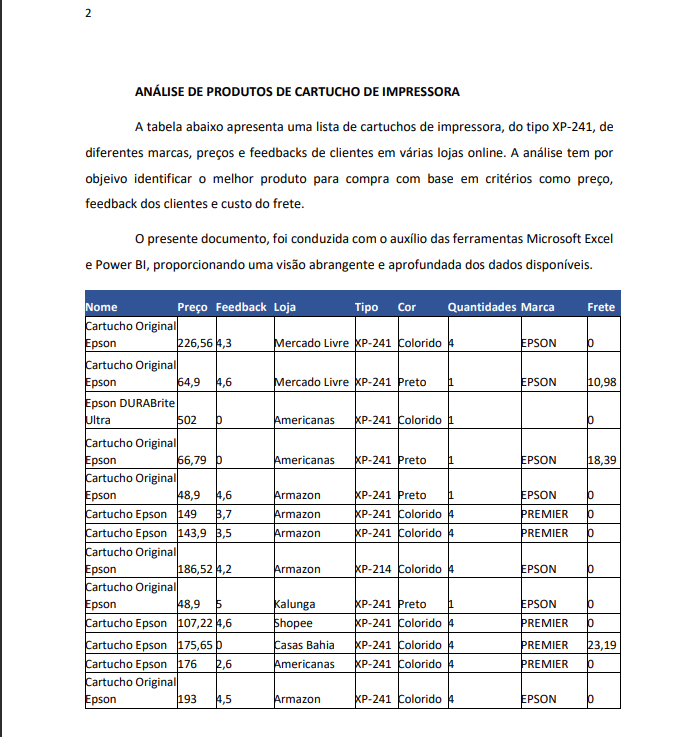 2
ANÁLISE DE PRODUTOS DE CARTUCHO DE IMPRESSORA
A tabela abaixo apresenta uma lista de cartuchos de impressora, do tipo XP-241, de
diferentes marcas, preços e feedbacks de clientes em várias lojas online. A análise tem por
objeivo identificar o melhor produto para compra com base em critérios como preço,
feedback dos clientes e custo do frete.
O presente documento, foi conduzida com o auxílio das ferramentas Microsoft Excel
e Power BI, proporcionando uma visão abrangente e aprofundada dos dados disponíveis.
Nome Preço Feedback Loja Tipo Cor Quantidades Marca Frete
Cartucho Original
Epson 226,56 4,3 Mercado Livre XP-241 Colorido 4 EPSON 0
Cartucho Original
Epson 64,9 4,6 Mercado Livre XP-241 Preto 1 EPSON 10,98
Epson DURABrite
Ultra 502 0 Americanas XP-241 Colorido 1 0
Cartucho Original
Epson 66,79 0 Americanas XP-241 Preto 1 EPSON 18,39
Cartucho Original
Epson 48,9 4,6 Armazon XP-241 Preto 1 EPSON 0
Cartucho Epson 149 3,7 Armazon XP-241 Colorido 4 PREMIER 0
Cartucho Epson 143,9 3,5 Armazon XP-241 Colorido 4 PREMIER 0
Cartucho Original
Epson 186,52 4,2 Armazon XP-214 Colorido 4 EPSON 0
Cartucho Original
Epson 48,9 5 Kalunga XP-241 Preto 1 EPSON 0
Cartucho Epson 107,22 4,6 Shopee XP-241 Colorido 4 PREMIER 0
Cartucho Epson 175,65 0 Casas Bahia XP-241 Colorido 4 PREMIER 23,19
Cartucho Epson 176 2,6 Americanas XP-241 Colorido 4 PREMIER 0
Cartucho Original
Epson 193 4,5 Armazon XP-241 Colorido 4 EPSON 0